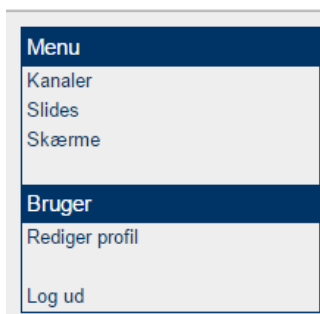 Menu
Kanaler
Slides
Skærme
Bruger
Rediger profil
Log ud